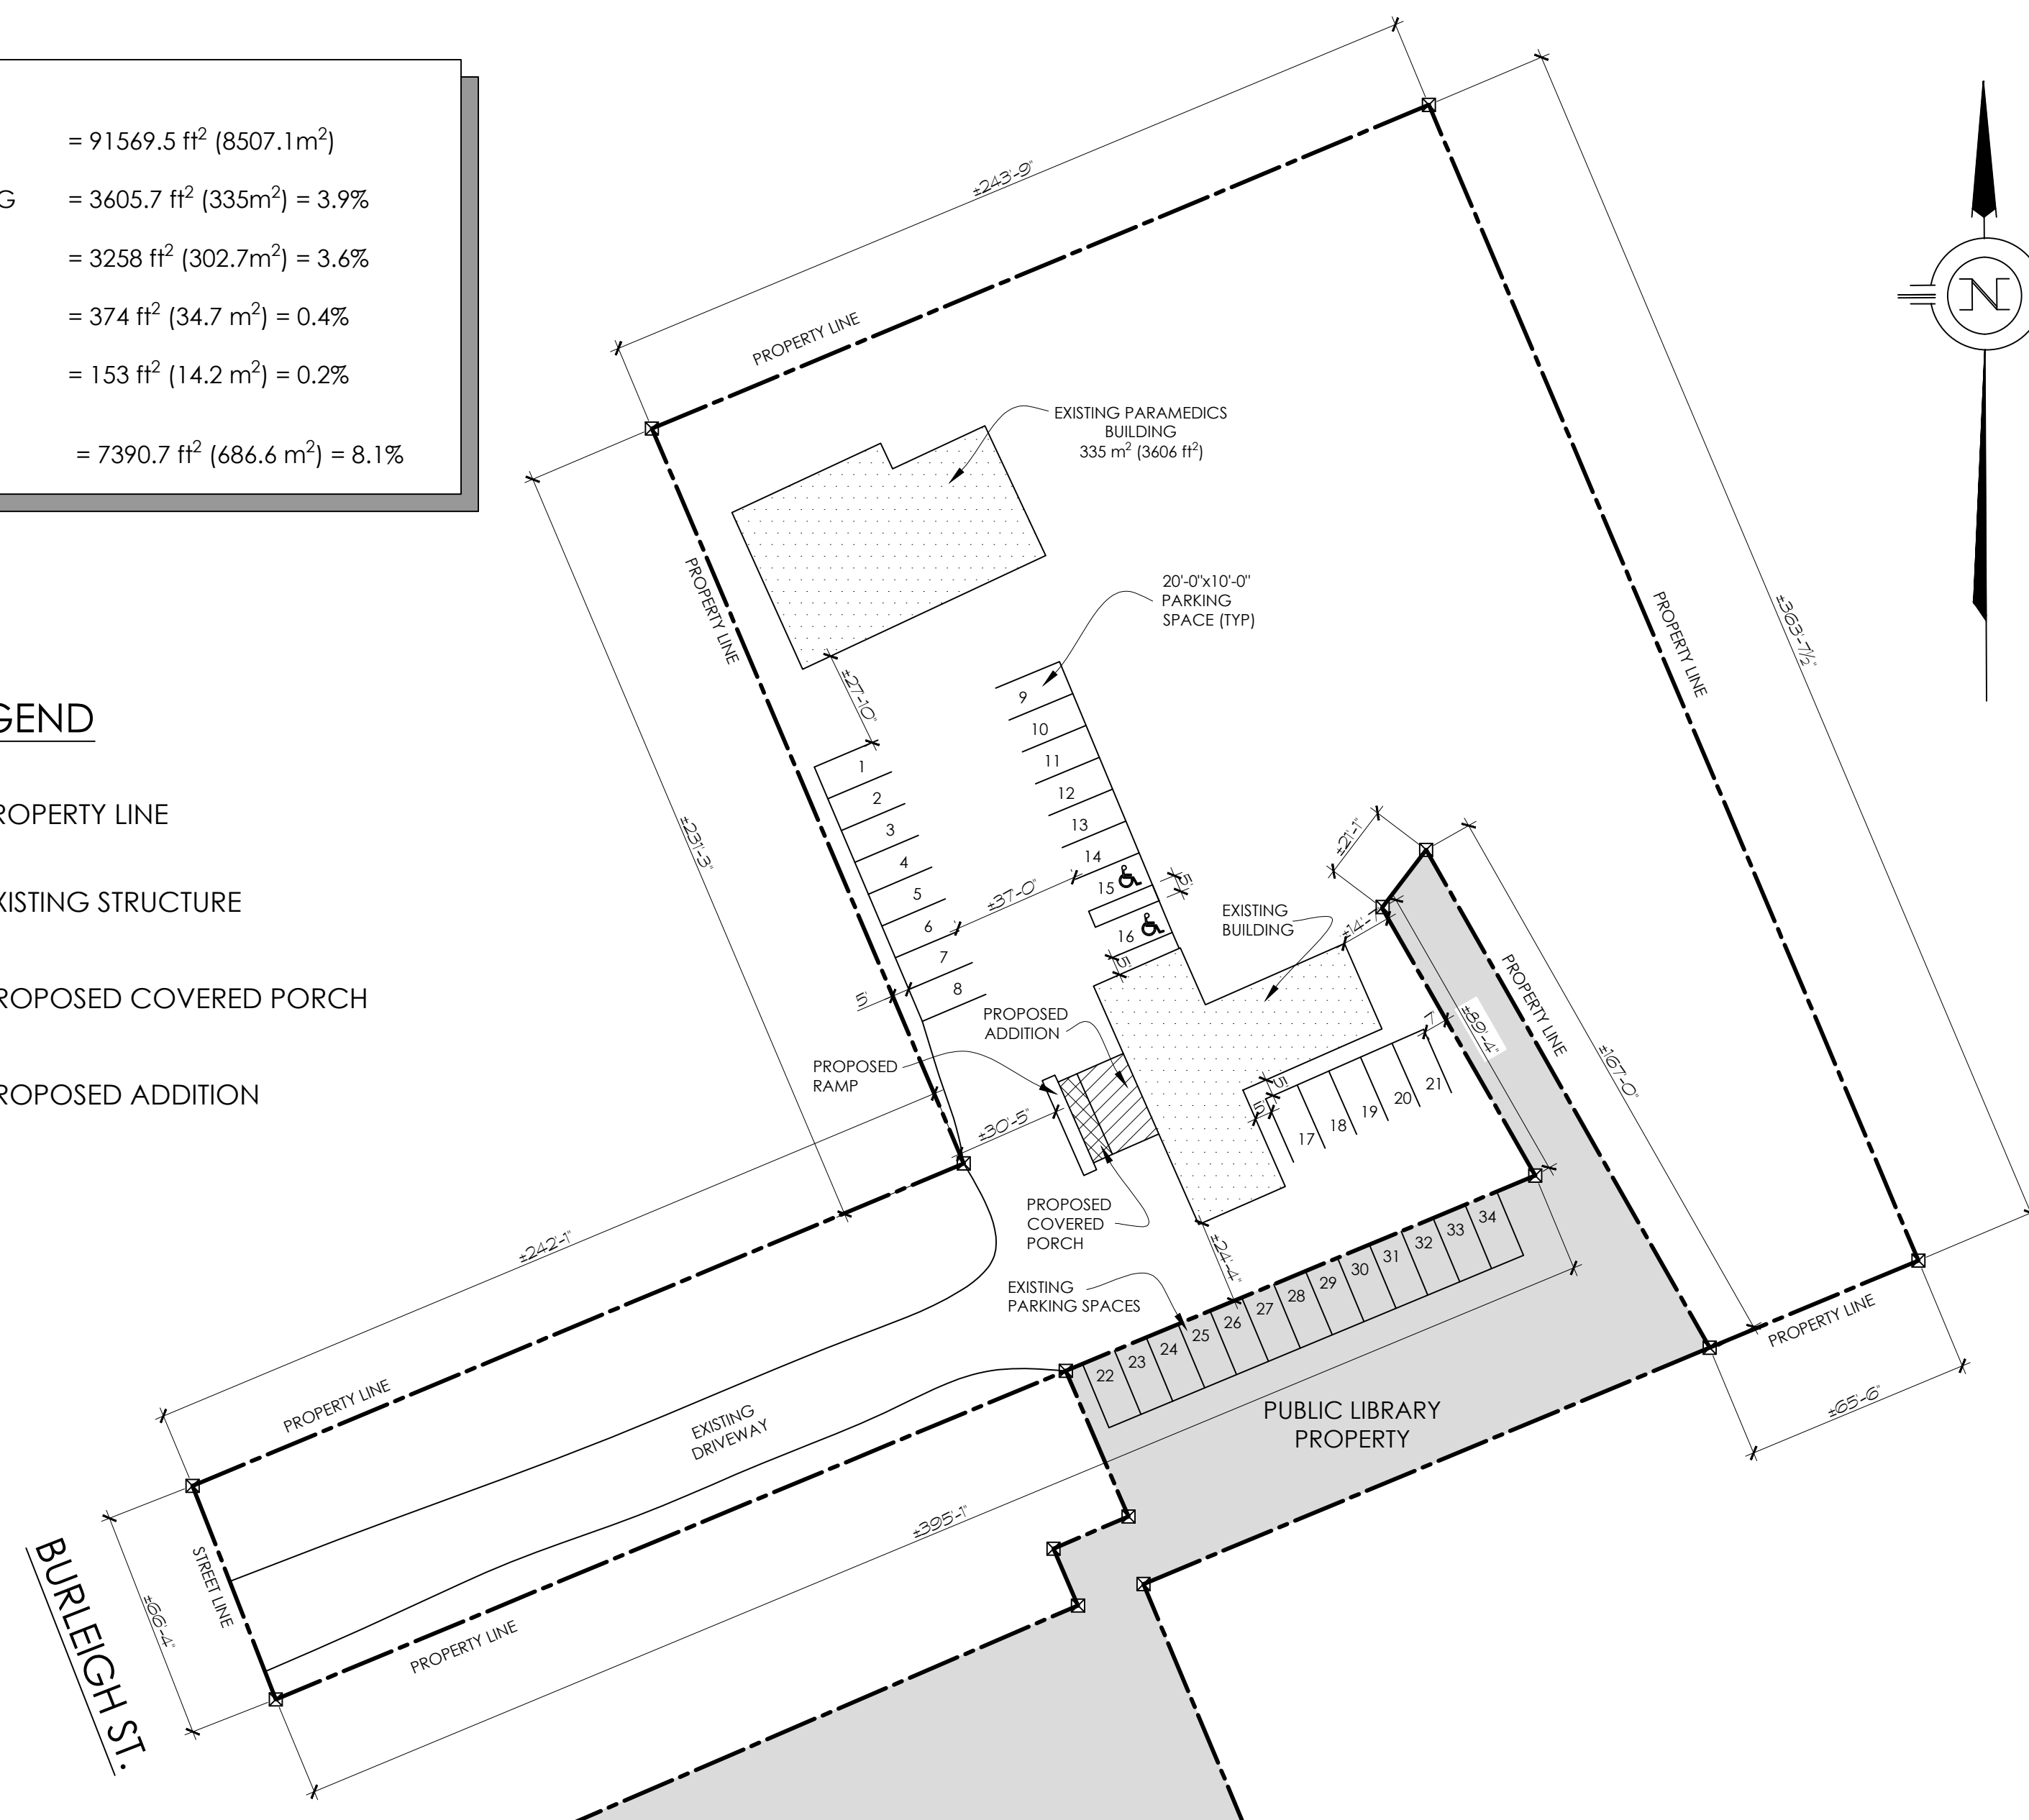 = 91569.5 ft² (8507.1m²)
G = 3605.7 ft² (335m²) = 3.9%
= 3258 ft² (302.7m²) = 3.6%
= 374 ft² (34.7 m²) = 0.4%
= 153 ft² (14.2 m²) = 0.2%
= 7390.7 ft² (686.6 m²) = 8.1%
GEND
ROPERTY LINE
XISTING STRUCTURE
ROPOSED COVERED PORCH
ROPOSED ADDITION
N
±243'-9"
PROPERTY LINE
EXISTING PARAMEDICS
BUILDING
335 m² (3606 ft²)
PROPERTY LINE
20'-0"x10'-0"
PARKING
SPACE (TYP)
PROPERTY LINE
±363'-7½"
±27'-10"
±231'-3"
1
2
3
4
5
6
7
8
9
10
11
12
13
14
15
16
±37'-0"
5'
5'
5'
±21'-1"
EXISTING
BUILDING
±14'-1"
PROPERTY LINE
±89'-4"
±167'-0"
7'
PROPOSED
ADDITION
PROPOSED
RAMP
±30'-5"
5'
5'
17
18
19
20
21
PROPOSED
COVERED
PORCH
±24'-4"
EXISTING
PARKING SPACES
22
23
24
25
26
27
28
29
30
31
32
33
34
±242'-1"
PROPERTY LINE
EXISTING
DRIVEWAY
PUBLIC LIBRARY
PROPERTY
PROPERTY LINE
±65'-6"
±395'-1"
STREET LINE
±66'-4"
BURLEIGH ST.
PROPERTY LINE